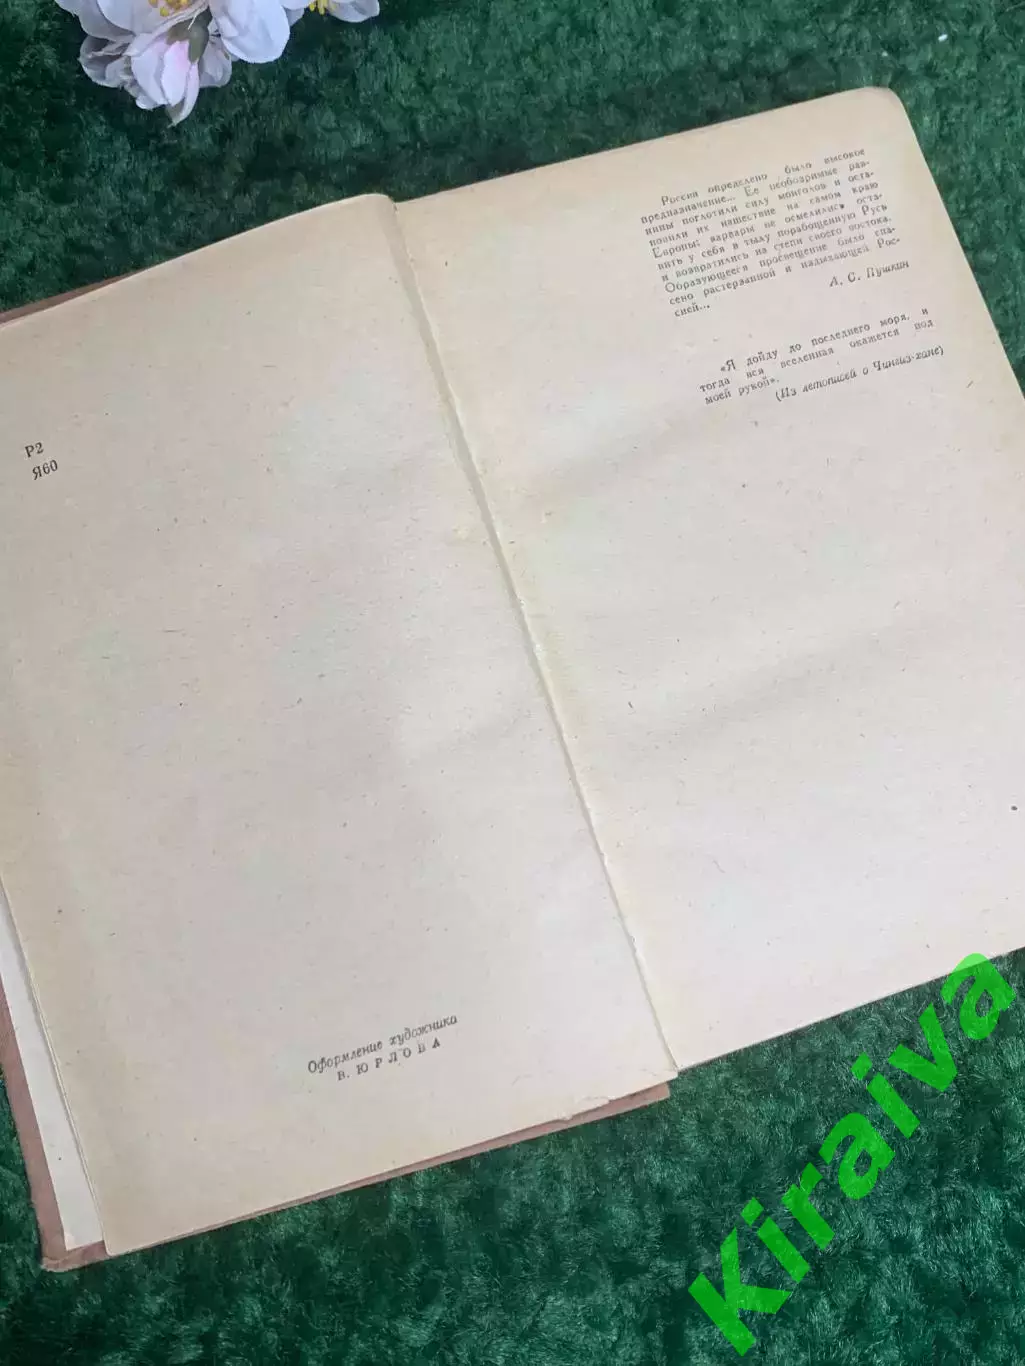 Р2
Я60
Оформление художника
В. ЮРЛОВА
России определено было высокое
предназначение... Ее необозримые рав-
нины поглотили силу монголов и оста-
новили их нашествие на самом краю
Европы; варвары не осмелились оста-
вить у себя в тылу порабощенную Русь
и возвратились на степи своего востока.
Образующееся просвещение было спа-
сено растерзанной и издыхающей Рос-
сией...
А. С. Пушкин
«Я дойду до последнего моря, и
тогда вся вселенная окажется под
моей рукой».
(Из летописей о Чингиз-хане)
Kiraiva